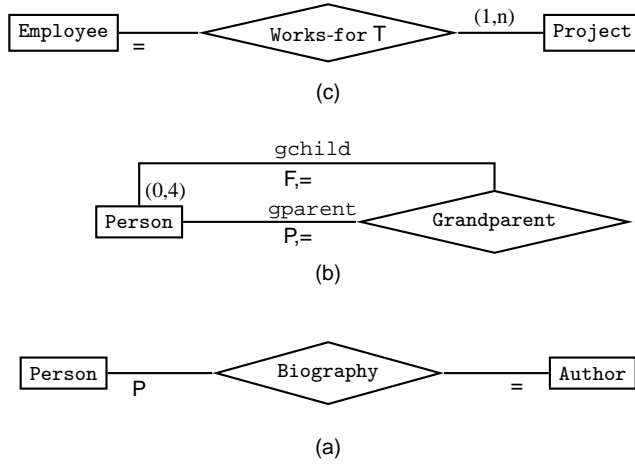 Employee = Works-for T (1,n) Project
(c)
gchild
F,=
(0,4)
Person gparent Grandparent
P,=
(b)
Person P Biography = Author
(a)